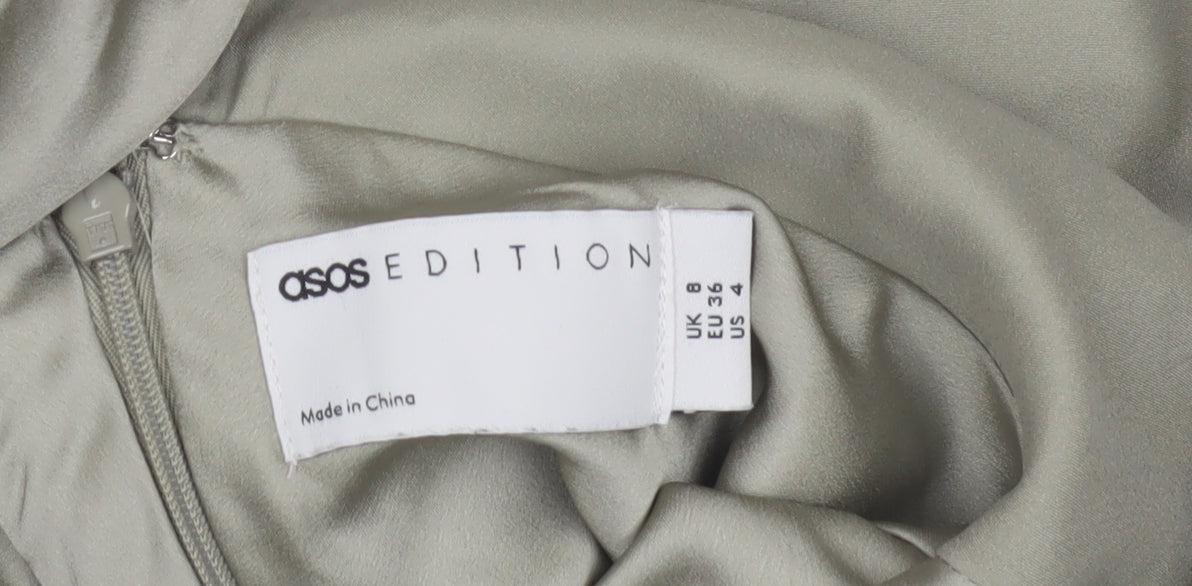 asos EDITION
Made in China
UK 8
EU 36
US 4